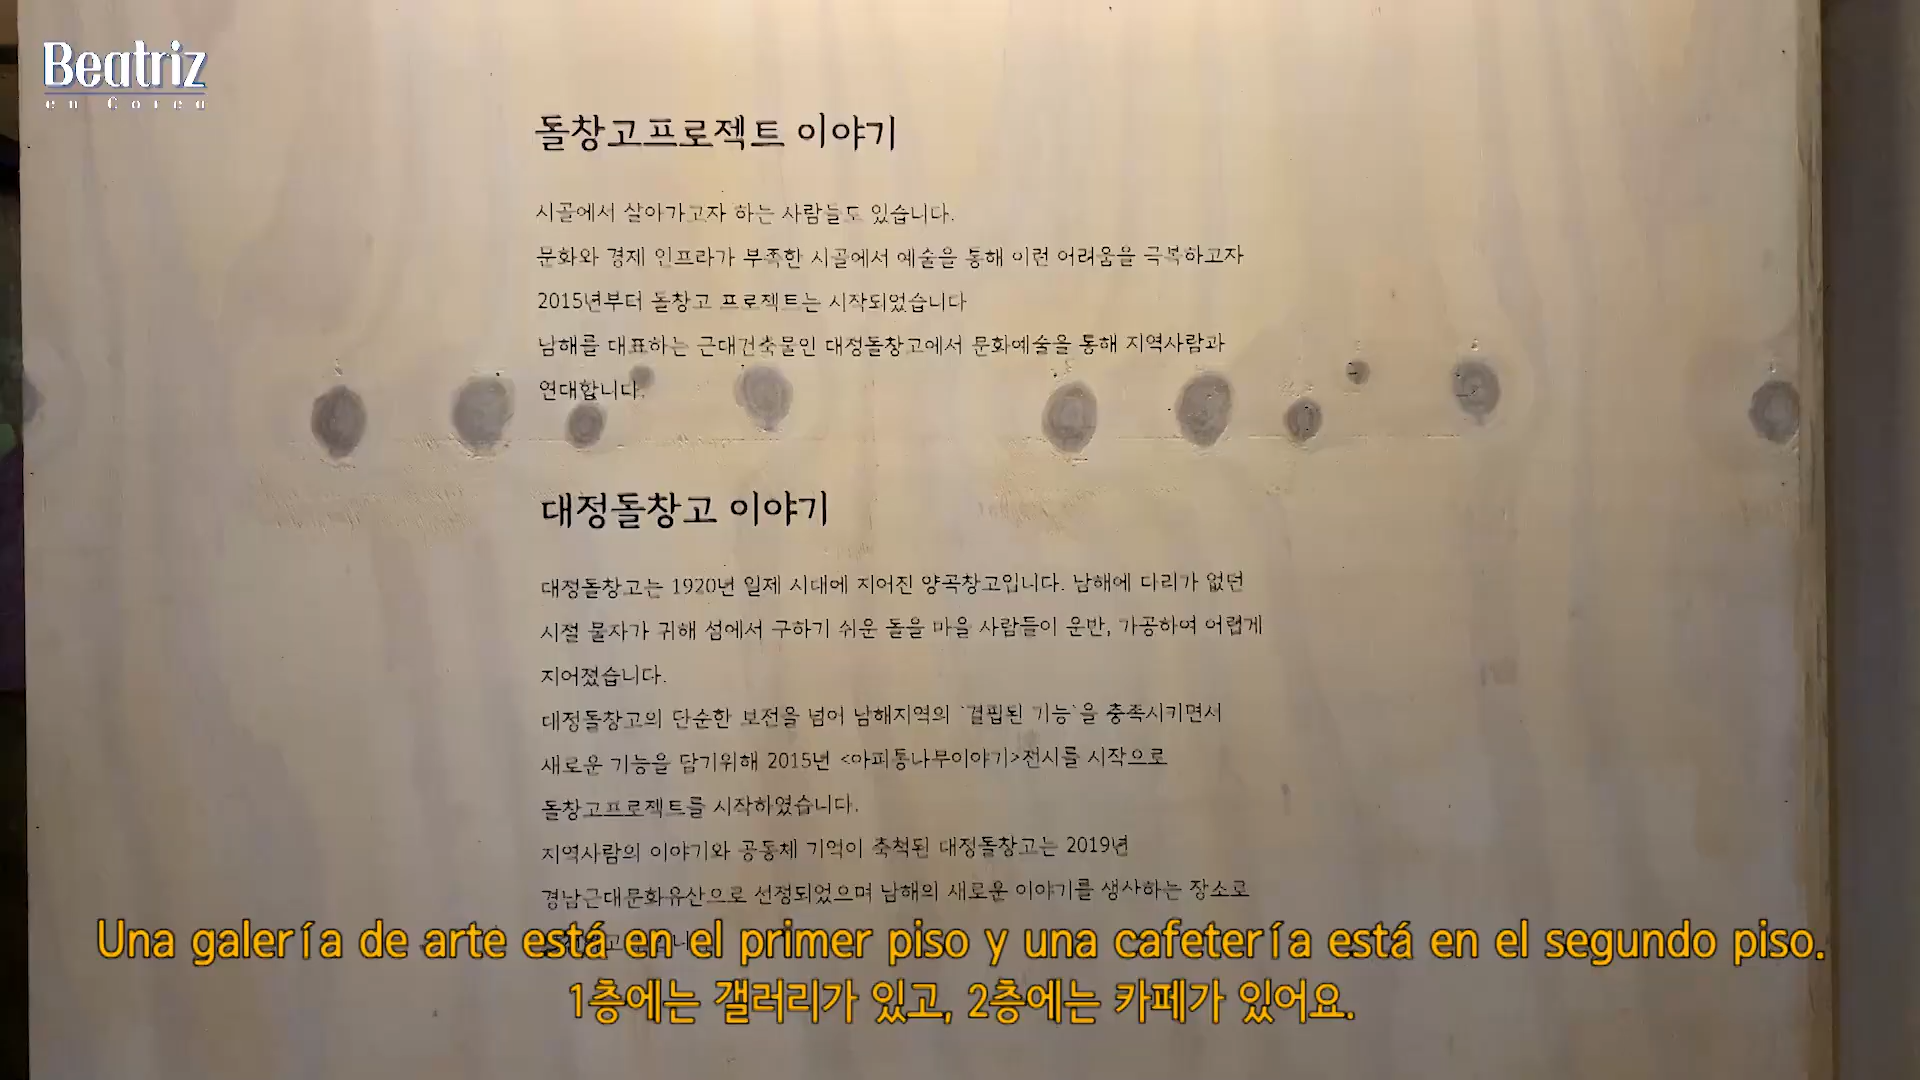 Beatriz
en Corea
돌창고프로젝트 이야기
시골에서 살아가고자 하는 사람들도 있습니다.
문화와 경제 인프라가 부족한 시골에서 예술을 통해 이런 어려움을 극복하고자
2015년부터 돌창고 프로젝트는 시작되었습니다
남해를 대표하는 근대건축물인 대정돌창고에서 문화예술을 통해 지역사람과
연대합니다.
대정돌창고 이야기
대정돌창고는 1920년 일제 시대에 지어진 양곡창고입니다. 남해에 다리가 없던
시절 물자가 귀해 섬에서 구하기 쉬운 돌을 마을 사람들이 운반, 가공하여 어렵게
지어졌습니다.
대정돌창고의 단순한 보전을 넘어 남해지역의 '결핍된 기능'을 충족시키면서
새로운 기능을 담기위해 2015년 <아피통나무이야기>전시를 시작으로
돌창고프로젝트를 시작하였습니다.
지역사람의 이야기와 공동체 기억이 축척된 대정돌창고는 2019년
경남근대문화유산으로 선정되었으며 남해의 새로운 이야기를 생사하는 장소로
Una galería de arte está en el primer piso y una cafetería está en el segundo piso.
1층에는 갤러리가 있고, 2층에는 카페가 있어요.